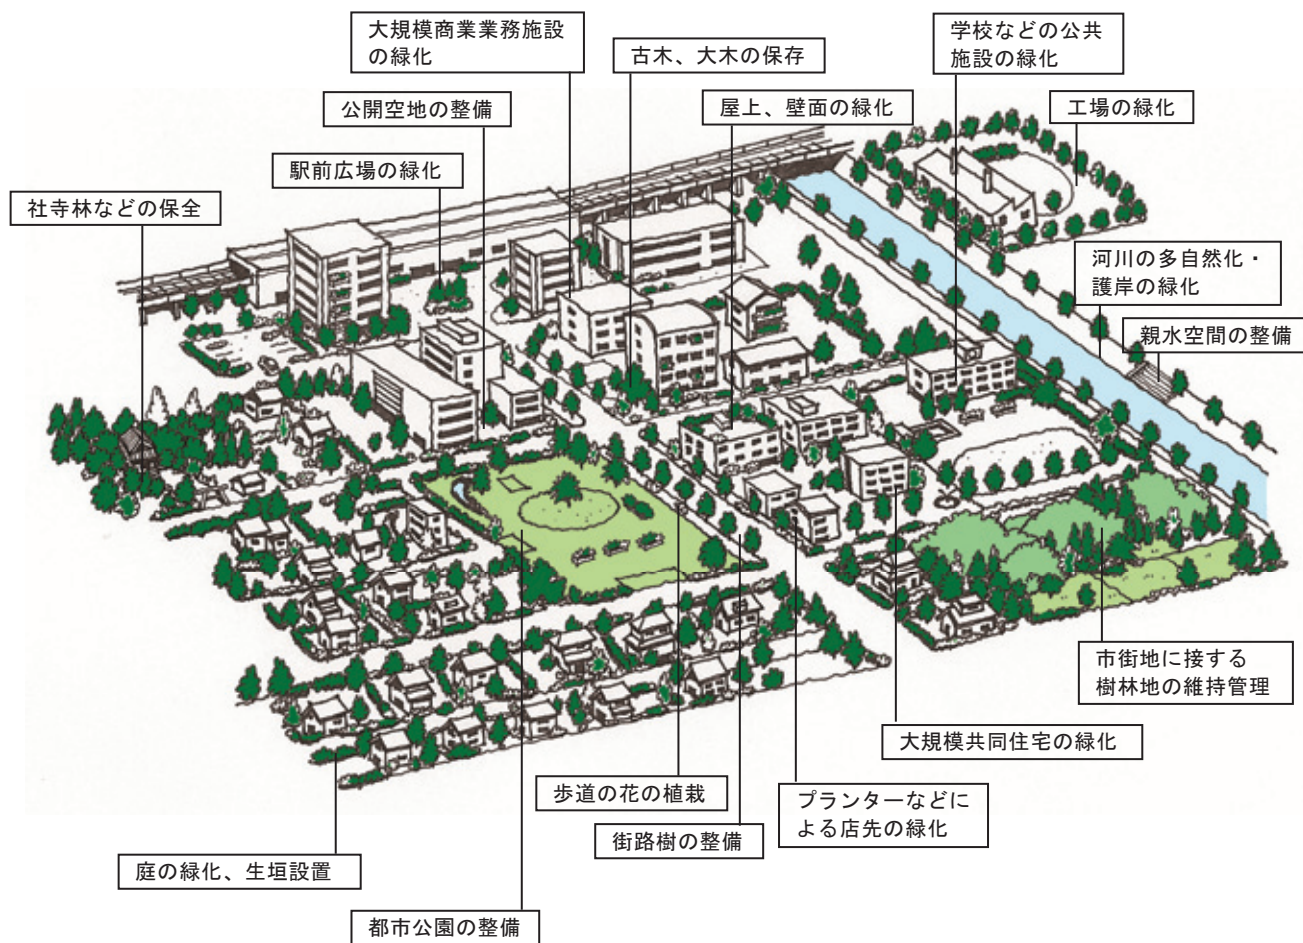 大規模商業業務施設
の緑化
古木、大木の保存
学校などの公共
施設の緑化
公開空地の整備
屋上、壁面の緑化
工場の緑化
駅前広場の緑化
社寺林などの保全
河川の多自然化・
護岸の緑化
親水空間の整備
市街地に接する
樹林地の維持管理
大規模共同住宅の緑化
歩道の花の植栽
プランターなどに
よる店先の緑化
街路樹の整備
庭の緑化、生垣設置
都市公園の整備